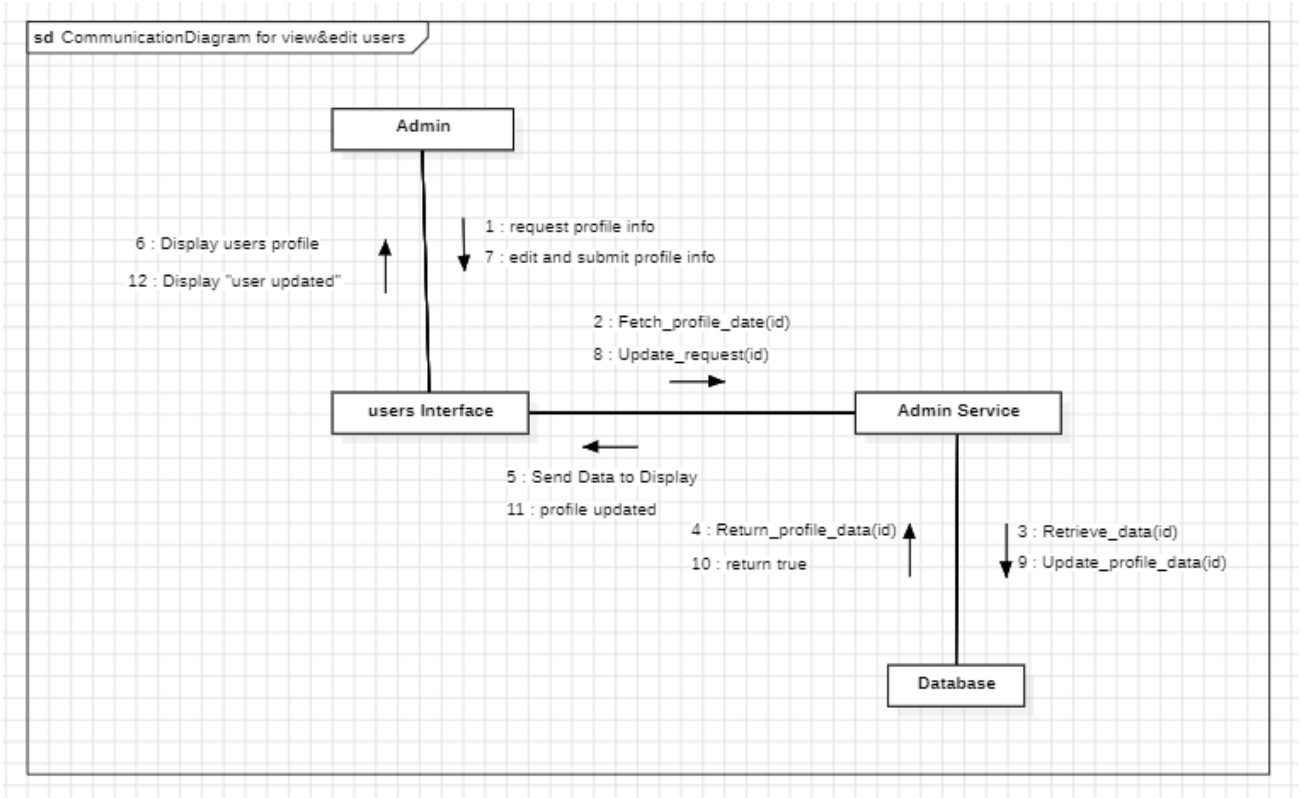 sd CommunicationDiagram for view&edit users
Admin
1 : request profile info
6 : Display users profile
7 : edit and submit profile info
12 : Display "user updated"
2 : Fetch_profile_date(id)
8 : Update_request(id)
users Interface
Admin Service
5 : Send Data to Display
11 : profile updated
4 : Return_profile_data(id)
3 : Retrieve_data(id)
10 : return true
9 : Update_profile_data(id)
Database